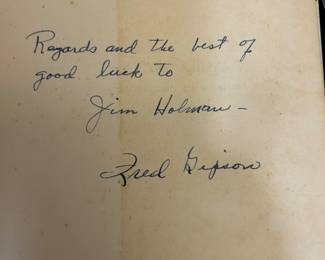 Regards and the best of
good luck to
Jim Holman –
Fred Gipson